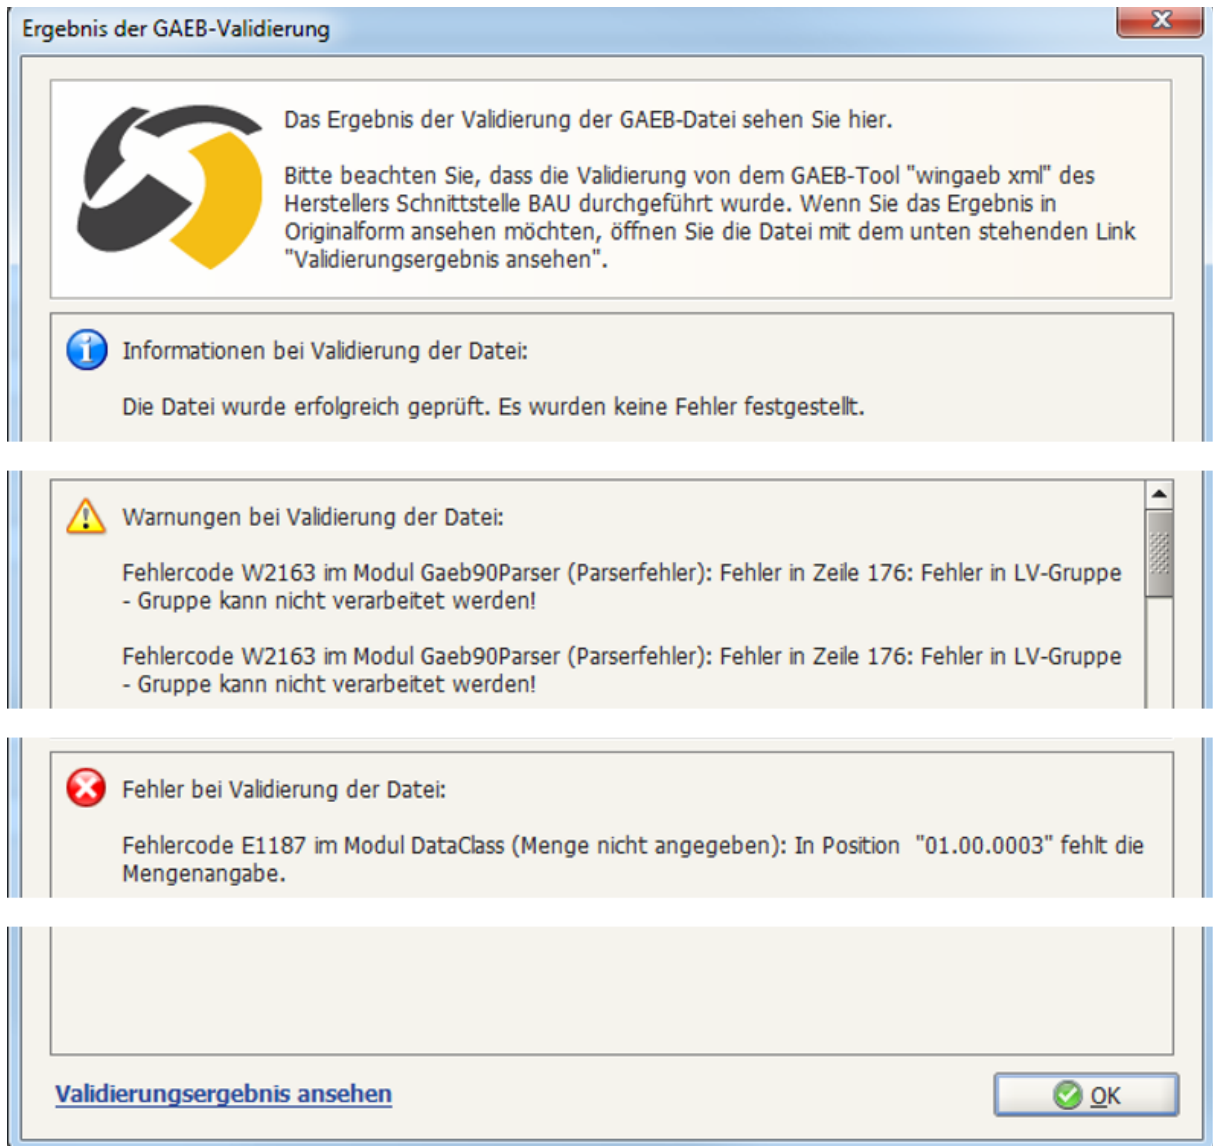 Ergebnis der GAEB-Validierung
Das Ergebnis der Validierung der GAEB-Datei sehen Sie hier.
Bitte beachten Sie, dass die Validierung von dem GAEB-Tool "wingaeb xml" des
Herstellers Schnittstelle BAU durchgeführt wurde. Wenn Sie das Ergebnis in
Originalform ansehen möchten, öffnen Sie die Datei mit dem unten stehenden Link
"Validierungsergebnis ansehen".
Informationen bei Validierung der Datei:
Die Datei wurde erfolgreich geprüft. Es wurden keine Fehler festgestellt.
Warnungen bei Validierung der Datei:
Fehlercode W2163 im Modul Gaeb90Parser (Parserfehler): Fehler in Zeile 176: Fehler in LV-Gruppe
- Gruppe kann nicht verarbeitet werden!
Fehlercode W2163 im Modul Gaeb90Parser (Parserfehler): Fehler in Zeile 176: Fehler in LV-Gruppe
- Gruppe kann nicht verarbeitet werden!
Fehler bei Validierung der Datei:
Fehlercode E1187 im Modul DataClass (Menge nicht angegeben): In Position "01.00.0003" fehlt die
Mengenangabe.
Validierungsergebnis ansehen
OK